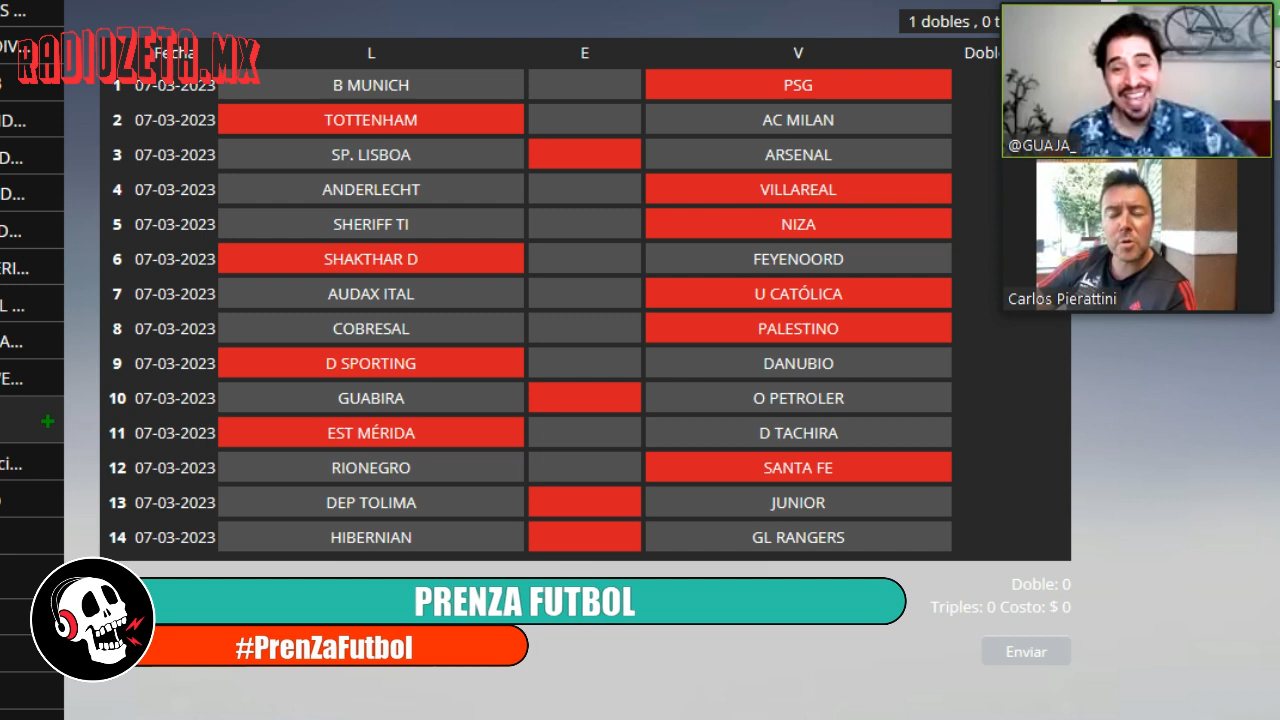 S ...
1 dobles , 0 t
RADIOZETA.MX
Fecha L E V Dobl
1 07-03-2023 B MUNICH PSG
2 07-03-2023 TOTTENHAM AC MILAN
3 07-03-2023 SP. LISBOA ARSENAL
4 07-03-2023 ANDERLECHT VILLAREAL
5 07-03-2023 SHERIFF TI NIZA
6 07-03-2023 SHAKTHAR D FEYENOORD
7 07-03-2023 AUDAX ITAL U CATÓLICA
8 07-03-2023 COBRESAL PALESTINO
9 07-03-2023 D SPORTING DANUBIO
10 07-03-2023 GUABIRA O PETROLER
11 07-03-2023 EST MÉRIDA D TACHIRA
12 07-03-2023 RIONEGRO SANTA FE
13 07-03-2023 DEP TOLIMA JUNIOR
14 07-03-2023 HIBERNIAN GL RANGERS
@GUAJA_
Carlos Pierattini
D...
D...
D...
D...
ERI...
L ...
A...
/E...
+
ci...
Doble: 0
Triples: 0 Costo: $ 0
Enviar
PRENZA FUTBOL
#PrenZaFutbol